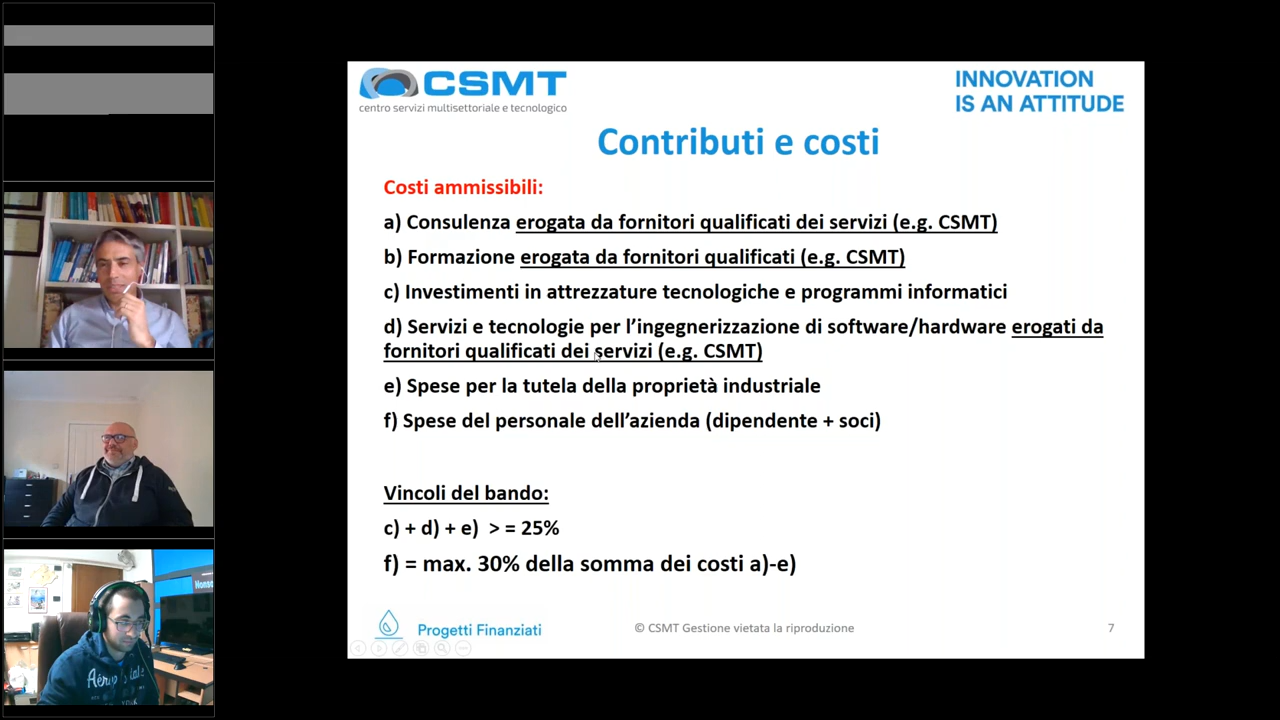 CSMT
centro servizi multisettoriale e tecnologico
INNOVATION
IS AN ATTITUDE
Contributi e costi
Costi ammissibili:
a) Consulenza erogata da fornitori qualificati dei servizi (e.g. CSMT)
b) Formazione erogata da fornitori qualificati (e.g. CSMT)
c) Investimenti in attrezzature tecnologiche e programmi informatici
d) Servizi e tecnologie per l’ingegnerizzazione di software/hardware erogati da
fornitori qualificati dei servizi (e.g. CSMT)
e) Spese per la tutela della proprietà industriale
f) Spese del personale dell’azienda (dipendente + soci)
Vincoli del bando:
c) + d) + e) > = 25%
f) = max. 30% della somma dei costi a)-e)
Progetti Finanziati
© CSMT Gestione vietata la riproduzione
7